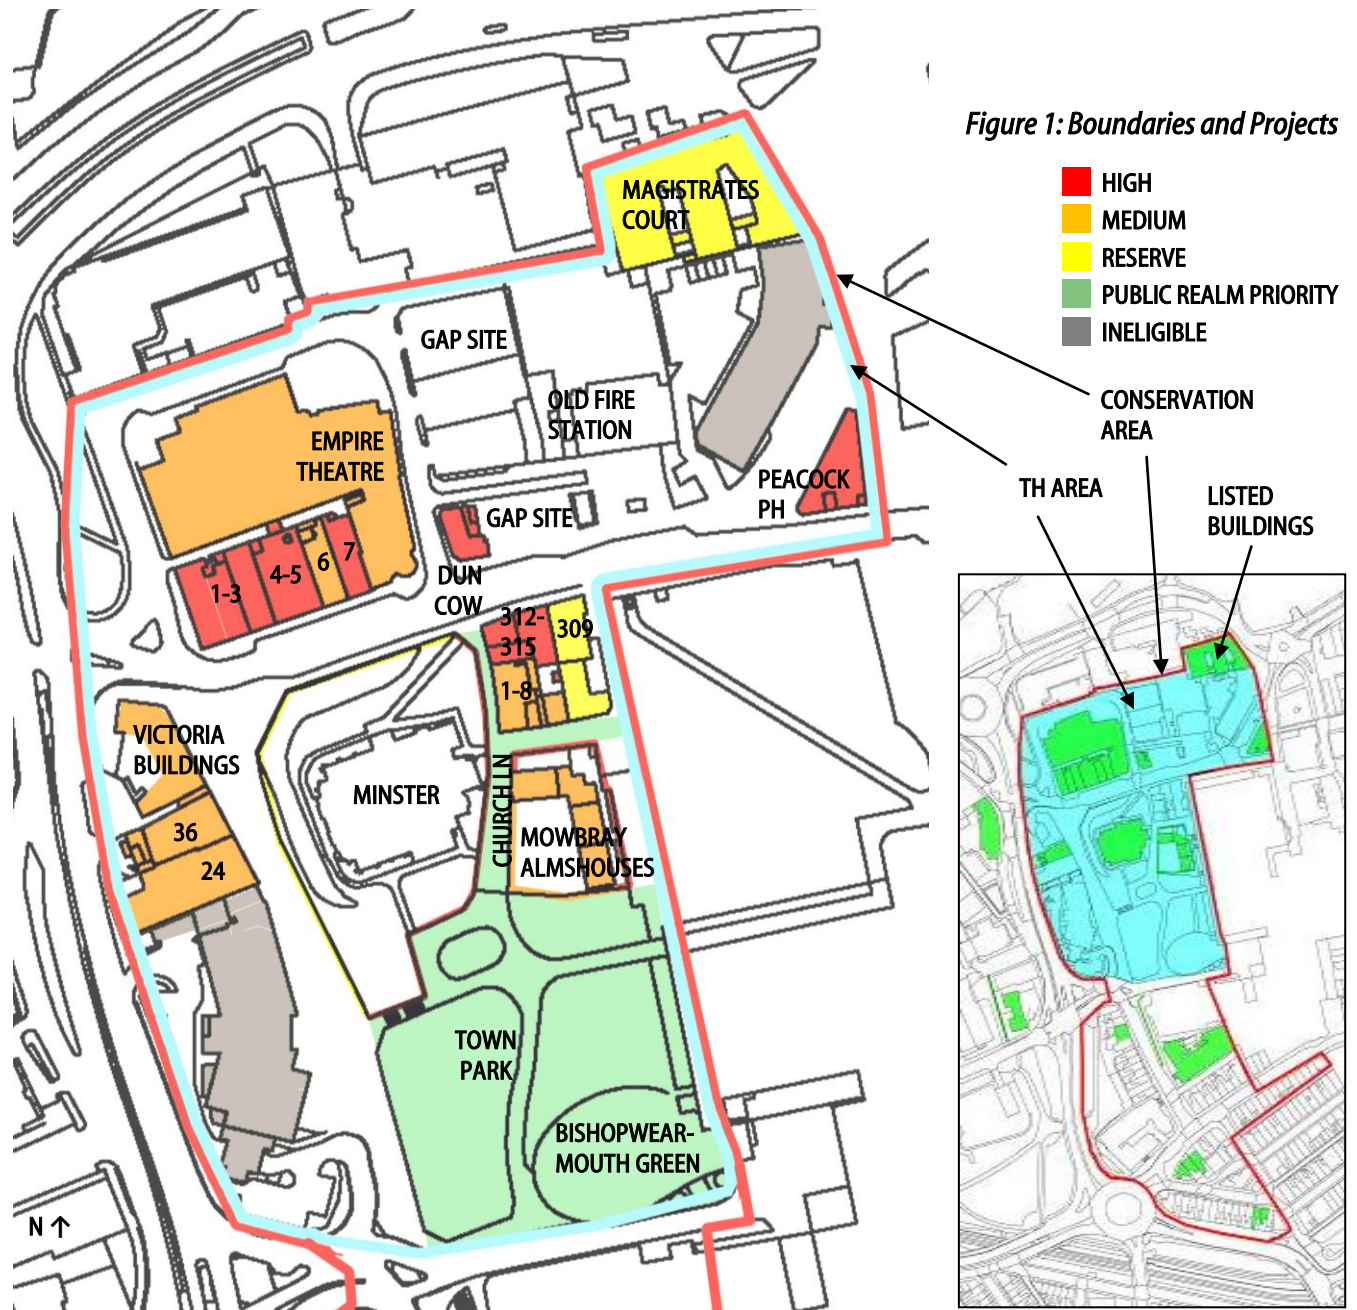 Figure 1: Boundaries and Projects
HIGH
MEDIUM
RESERVE
PUBLIC REALM PRIORITY
INELIGIBLE
CONSERVATION
AREA
TH AREA
LISTED
BUILDINGS
MAGISTRATES
COURT
GAP SITE
OLD FIRE
STATION
EMPIRE
THEATRE
PEACOCK
PH
GAP SITE
1-3
4-5
6
7
DUN
COW
312-
315
309
1-8
VICTORIA
BUILDINGS
36
24
MINSTER
CHURCH LN
MOWBRAY
ALMSHOUSES
TOWN
PARK
BISHOPWEAR-
MOUTH GREEN
N ↑